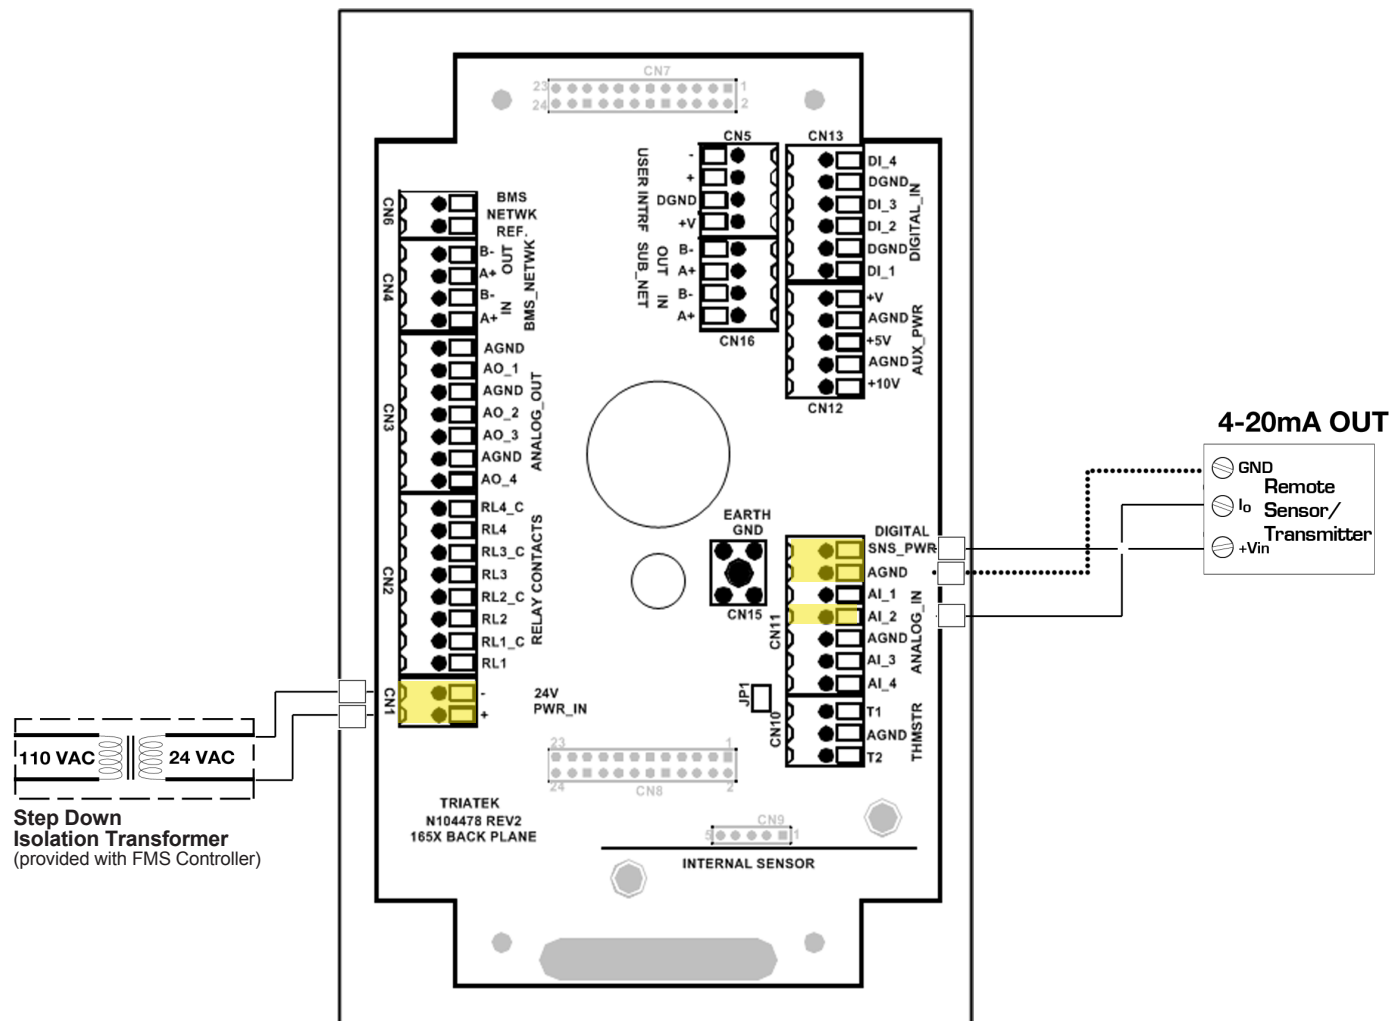 CN7
23
1
24
2
CN5
CN13
USER INTRF
-
+
DGND
+V
SUB_NET
OUT
IN
B-
A+
B-
A+
CN16
DI_4
DGND
DI_3
DI_2
DGND
DI_1
DIGITAL_IN
+V
AGND
+5V
AGND
+10V
AUX_PWR
CN12
CN6
BMS
NETWK
REF.
CN4
B-
A+
B-
A+
OUT
IN
BMS_NETWK
CN3
AGND
AO_1
AGND
AO_2
AO_3
AGND
AO_4
ANALOG_OUT
CN2
RL4_C
RL4
RL3_C
RL3
RL2_C
RL2
RL1_C
RL1
RELAY CONTACTS
CN1
-
+
24V
PWR_IN
EARTH
GND
CN15
DIGITAL
SNS_PWR
AGND
AI_1
AI_2
AGND
AI_3
AI_4
ANALOG_IN
CN11
JP1
CN10
T1
AGND
T2
THMSTR
4-20mA OUT
GND
Io
+Vin
Remote
Sensor/
Transmitter
110 VAC
24 VAC
Step Down
Isolation Transformer
(provided with FMS Controller)
23
1
24
2
CN8
TRIATEK
N104478 REV2
165X BACK PLANE
CN9
5
1
INTERNAL SENSOR